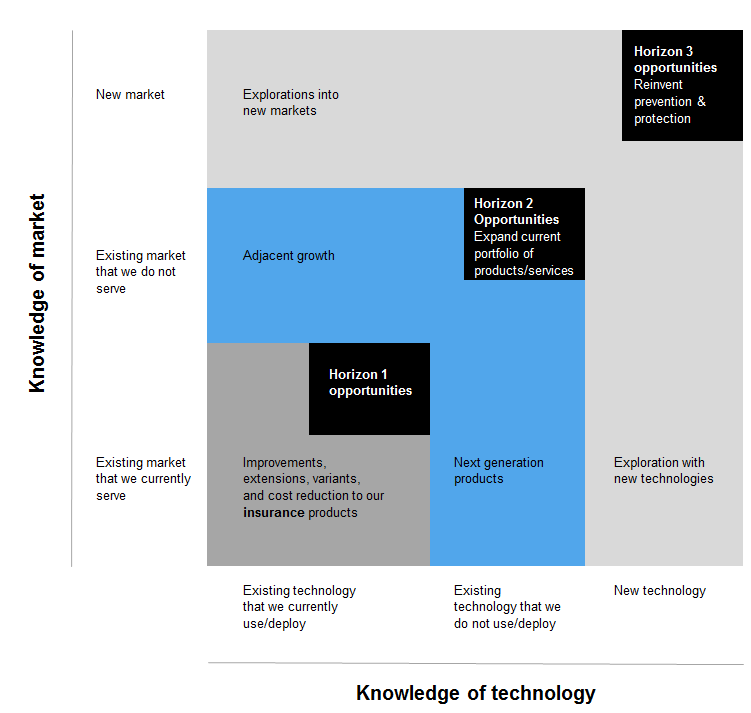 Horizon 3
opportunities
Reinvent
prevention &
protection
New market
Explorations into
new markets
Horizon 2
Opportunities
Expand current
portfolio of
products/services
Existing market
that we do not
serve
Adjacent growth
Knowledge of market
Horizon 1
opportunities
Existing market
that we currently
serve
Improvements,
extensions, variants,
and cost reduction to our
insurance products
Next generation
products
Exploration with
new technologies
Existing technology
that we currently
use/deploy
Existing
technology that we
do not use/deploy
New technology
Knowledge of technology